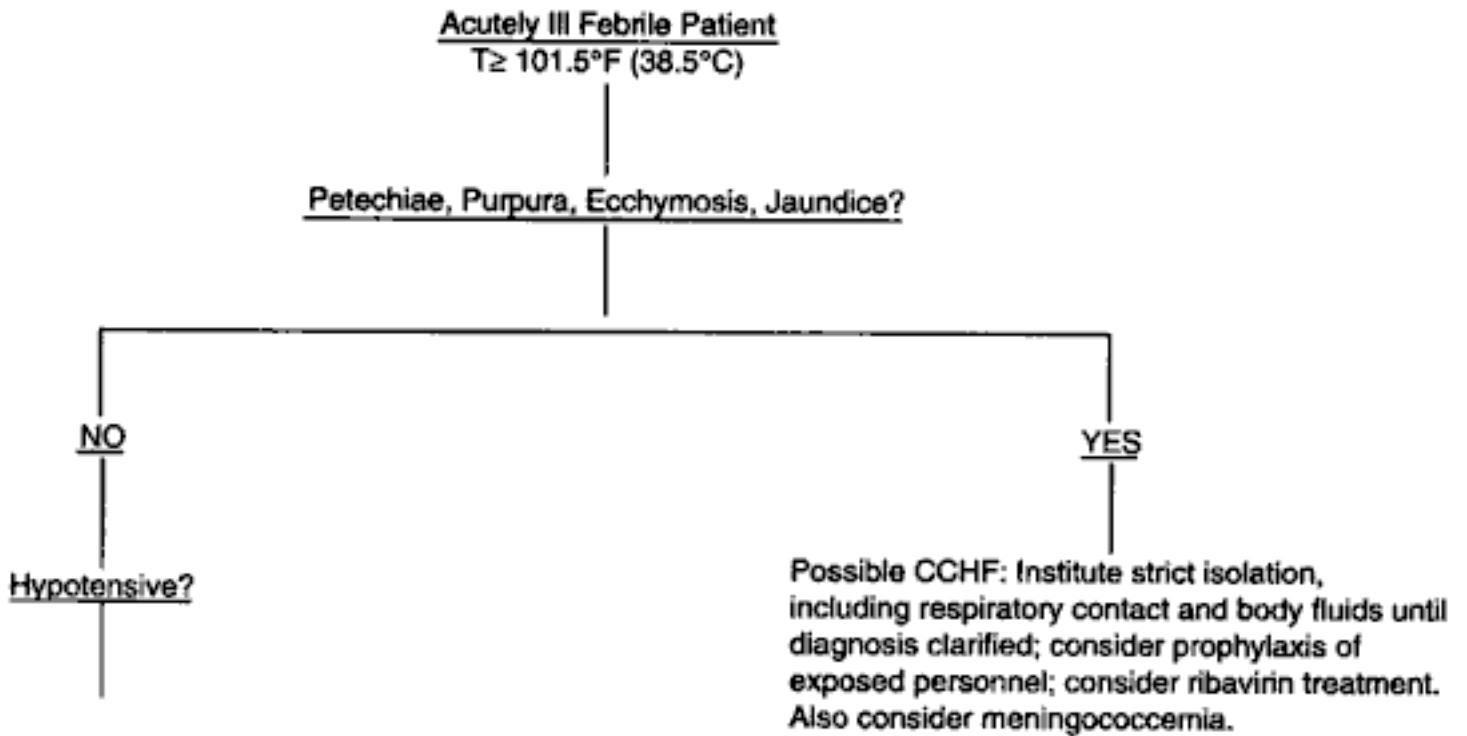 Acutely Ill Febrile Patient
T≥ 101.5°F (38.5°C)
Petechiae, Purpura, Ecchymosis, Jaundice?
NO
YES
Hypotensive?
Possible CCHF: Institute strict isolation,
including respiratory contact and body fluids until
diagnosis clarified; consider prophylaxis of
exposed personnel; consider ribavirin treatment.
Also consider meningococcemia.